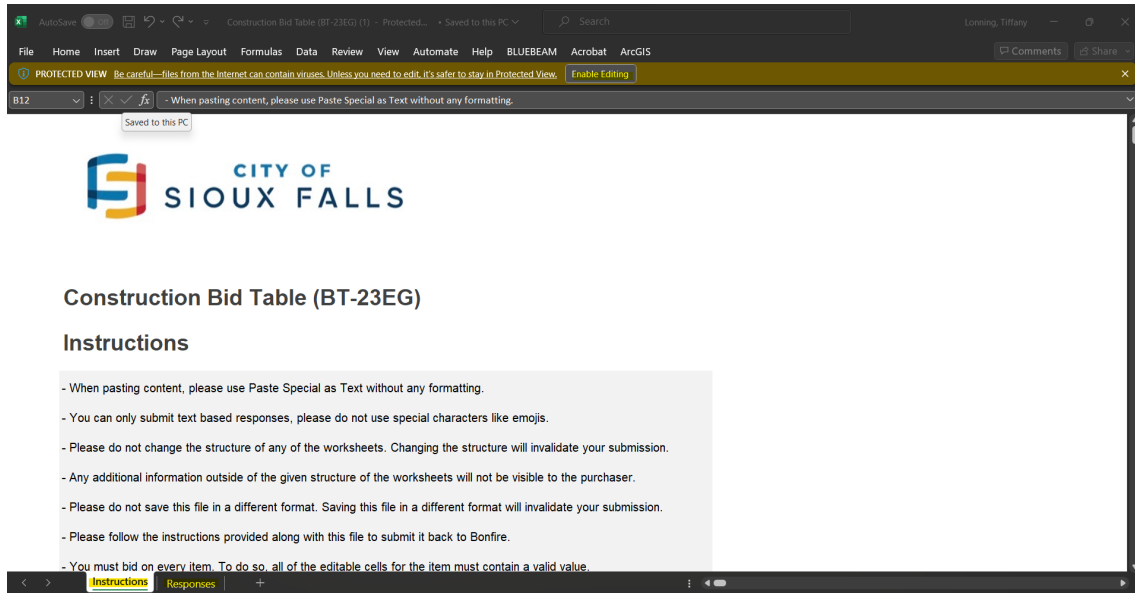 AutoSave Off Construction Bid Table (BT-23EG) (1) - Protected... • Saved to this PC Search Lonning, Tiffany
File Home Insert Draw Page Layout Formulas Data Review View Automate Help BLUEBEAM Acrobat ArcGIS Comments Share
PROTECTED VIEW Be careful—files from the Internet can contain viruses. Unless you need to edit, it's safer to stay in Protected View. Enable Editing
B12 fx - When pasting content, please use Paste Special as Text without any formatting.
Saved to this PC
CITY OF
SIOUX FALLS
Construction Bid Table (BT-23EG)
Instructions
- When pasting content, please use Paste Special as Text without any formatting.
- You can only submit text based responses, please do not use special characters like emojis.
- Please do not change the structure of any of the worksheets. Changing the structure will invalidate your submission.
- Any additional information outside of the given structure of the worksheets will not be visible to the purchaser.
- Please do not save this file in a different format. Saving this file in a different format will invalidate your submission.
- Please follow the instructions provided along with this file to submit it back to Bonfire.
- You must bid on every item. To do so, all of the editable cells for the item must contain a valid value.
Instructions Responses